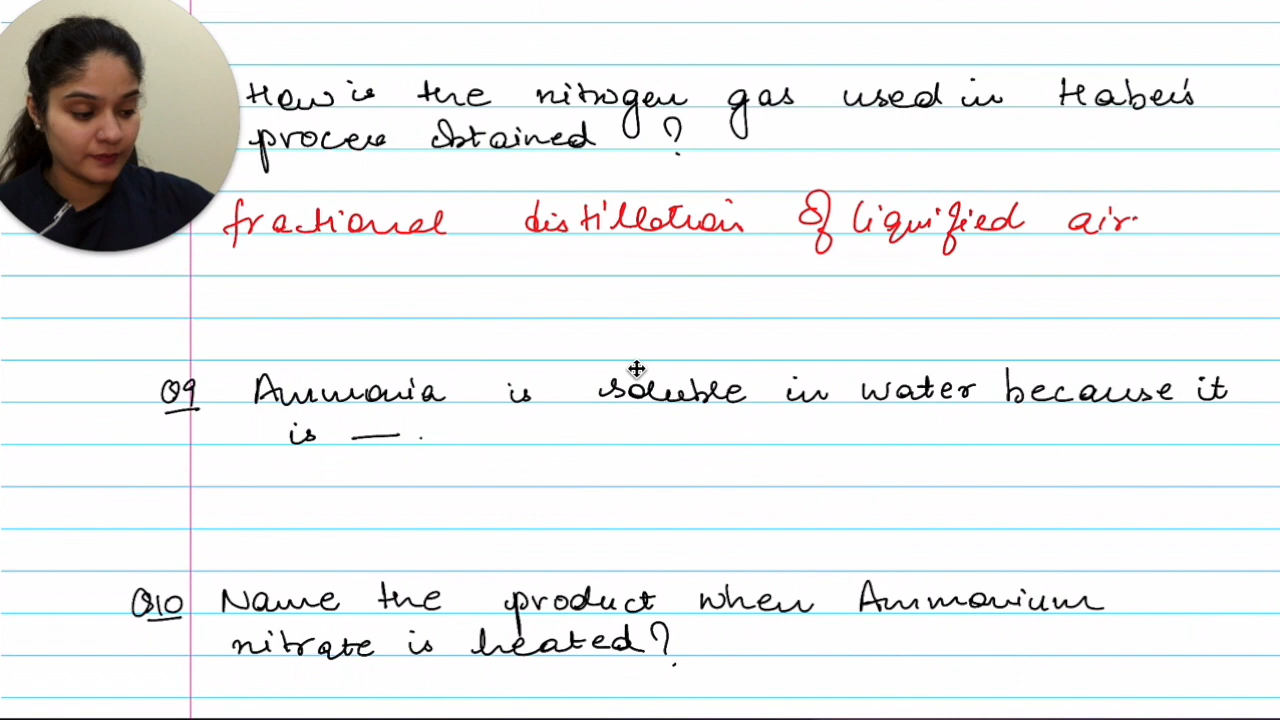 How is the nitrogen gas used in Haber's
process obtained ?
fractional distillation of liquified air.
Q9 Ammonia is soluble in water because it
is — .
Q10 Name the product when Ammonium
nitrate is heated?